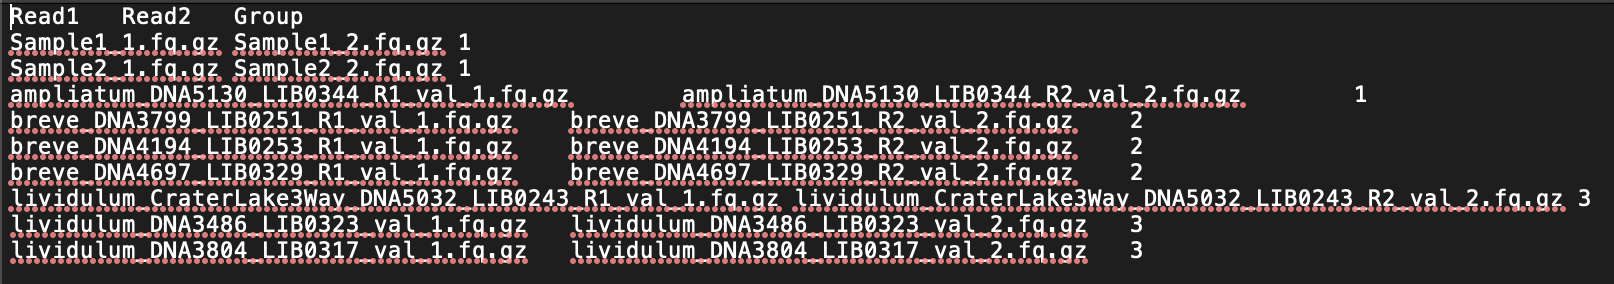 Read1 Read2 Group
Sample1_1.fq.gz Sample1_2.fq.gz 1
Sample2_1.fq.gz Sample2_2.fq.gz 1
ampliatum_DNA5130_LIB0344_R1_val_1.fq.gz ampliatum_DNA5130_LIB0344_R2_val_2.fq.gz 1
breve_DNA3799_LIB0251_R1_val_1.fq.gz breve_DNA3799_LIB0251_R2_val_2.fq.gz 2
breve_DNA4194_LIB0253_R1_val_1.fq.gz breve_DNA4194_LIB0253_R2_val_2.fq.gz 2
breve_DNA4697_LIB0329_R1_val_1.fq.gz breve_DNA4697_LIB0329_R2_val_2.fq.gz 2
lividulum_CraterLake3Way_DNA5032_LIB0243_R1_val_1.fq.gz lividulum_CraterLake3Way_DNA5032_LIB0243_R2_val_2.fq.gz 3
lividulum_DNA3486_LIB0323_val_1.fq.gz lividulum_DNA3486_LIB0323_val_2.fq.gz 3
lividulum_DNA3804_LIB0317_val_1.fq.gz lividulum_DNA3804_LIB0317_val_2.fq.gz 3